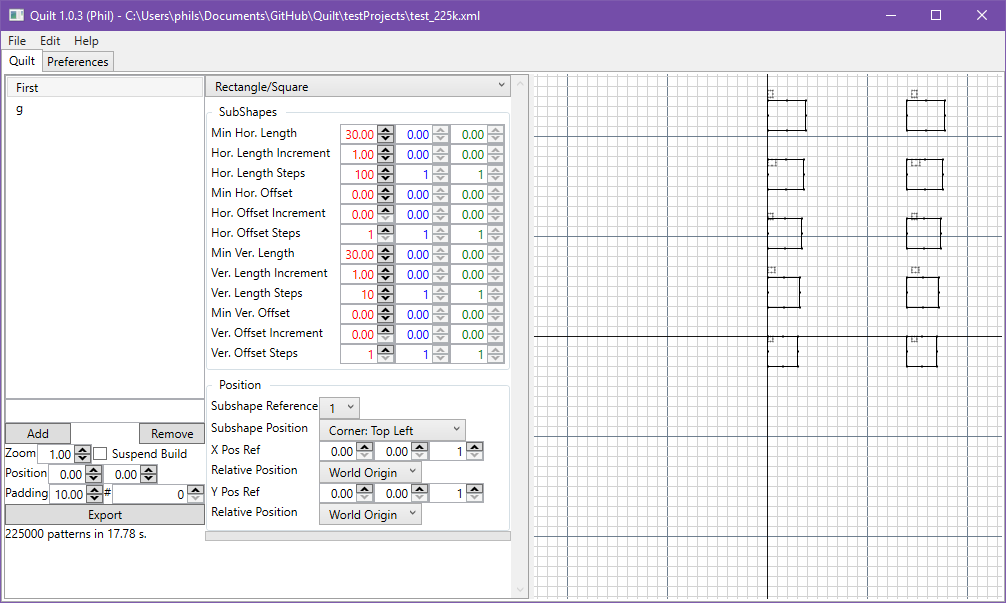 Quilt 1.0.3 (Phil) - C:\Users\phils\Documents\GitHub\Quilt\testProjects\test_225k.xml
File Edit Help
Quilt Preferences
First
g
Add Remove
Zoom 1.00 Suspend Build
Position 0.00 0.00
Padding 10.00 # 0
Export
225000 patterns in 17.78 s.
Rectangle/Square
SubShapes
Min Hor. Length 30.00 0.00 0.00
Hor. Length Increment 1.00 0.00 0.00
Hor. Length Steps 100 1 1
Min Hor. Offset 0.00 0.00 0.00
Hor. Offset Increment 0.00 0.00 0.00
Hor. Offset Steps 1 1 1
Min Ver. Length 30.00 0.00 0.00
Ver. Length Increment 1.00 0.00 0.00
Ver. Length Steps 10 1 1
Min Ver. Offset 0.00 0.00 0.00
Ver. Offset Increment 0.00 0.00 0.00
Ver. Offset Steps 1 1 1
Position
Subshape Reference 1
Subshape Position Corner: Top Left
X Pos Ref 0.00 0.00 1
Relative Position World Origin
Y Pos Ref 0.00 0.00 1
Relative Position World Origin